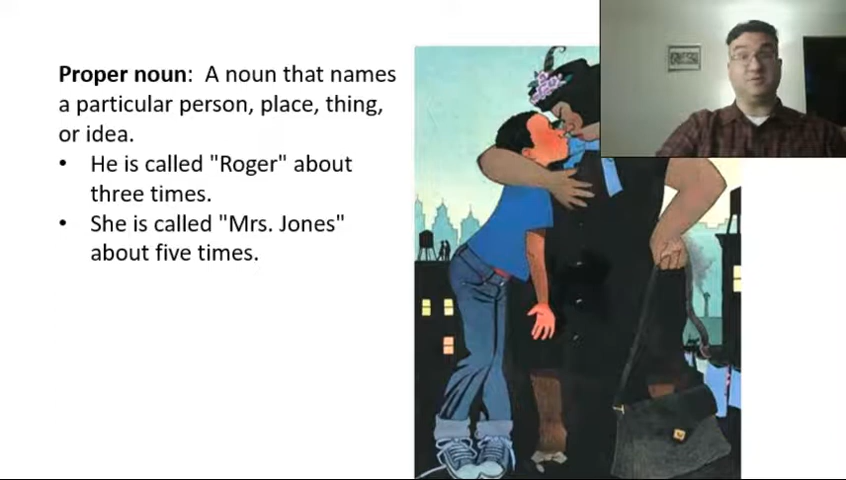 Proper noun:  A noun that names
a particular person, place, thing,
or idea.
• He is called "Roger" about
three times.
• She is called "Mrs. Jones"
about five times.